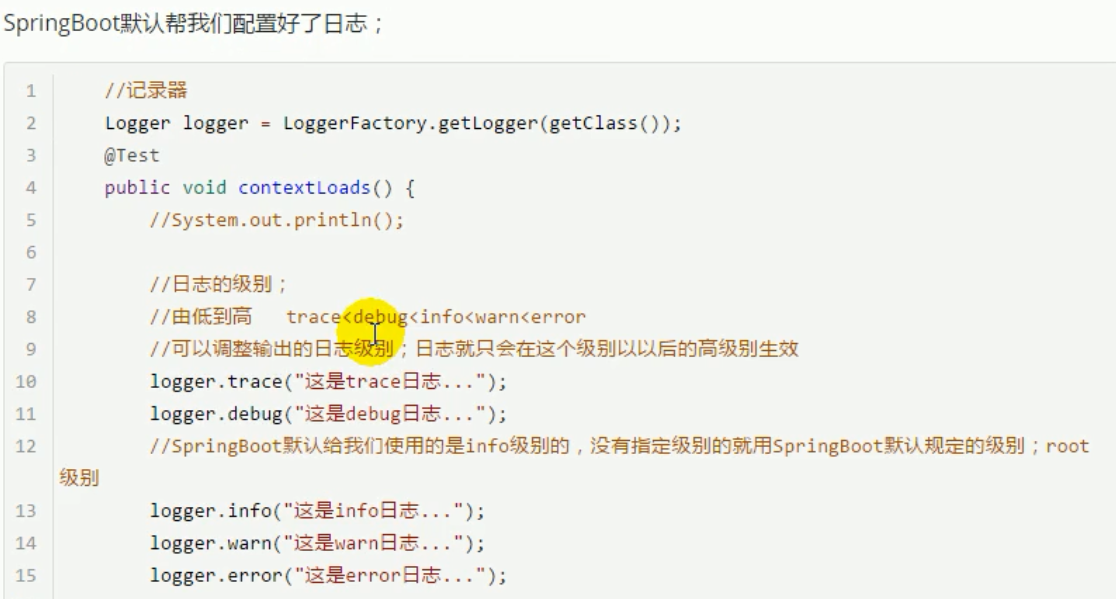 SpringBoot默认帮我们配置好了日志；
1 //记录器
2 Logger logger = LoggerFactory.getLogger(getClass());
3 @Test
4 public void contextLoads() {
5 //System.out.println();
6
7 //日志的级别；
8 //由低到高 trace<debug<info<warn<error
9 //可以调整输出的日志级别；日志就只会在这个级别以以后的高级别生效
10 logger.trace("这是trace日志...");
11 logger.debug("这是debug日志...");
12 //SpringBoot默认给我们使用的是info级别的，没有指定级别的就用SpringBoot默认规定的级别；root
级别
13 logger.info("这是info日志...");
14 logger.warn("这是warn日志...");
15 logger.error("这是error日志...");